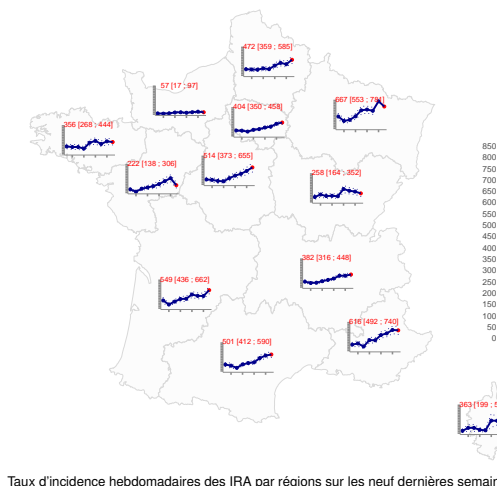 472 [359 ; 585]
57 [17 ; 97]
667 [553 ; 781]
404 [350 ; 458]
356 [268 ; 444]
514 [373 ; 655]
222 [138 ; 306]
258 [164 ; 352]
850
800
750
700
650
600
550
500
450
400
350
300
250
200
150
100
50
0
382 [316 ; 448]
549 [436 ; 662]
616 [492 ; 740]
501 [412 ; 590]
363 [199 ;
Taux d'incidence hebdomadaires des IRA par régions sur les neuf dernières